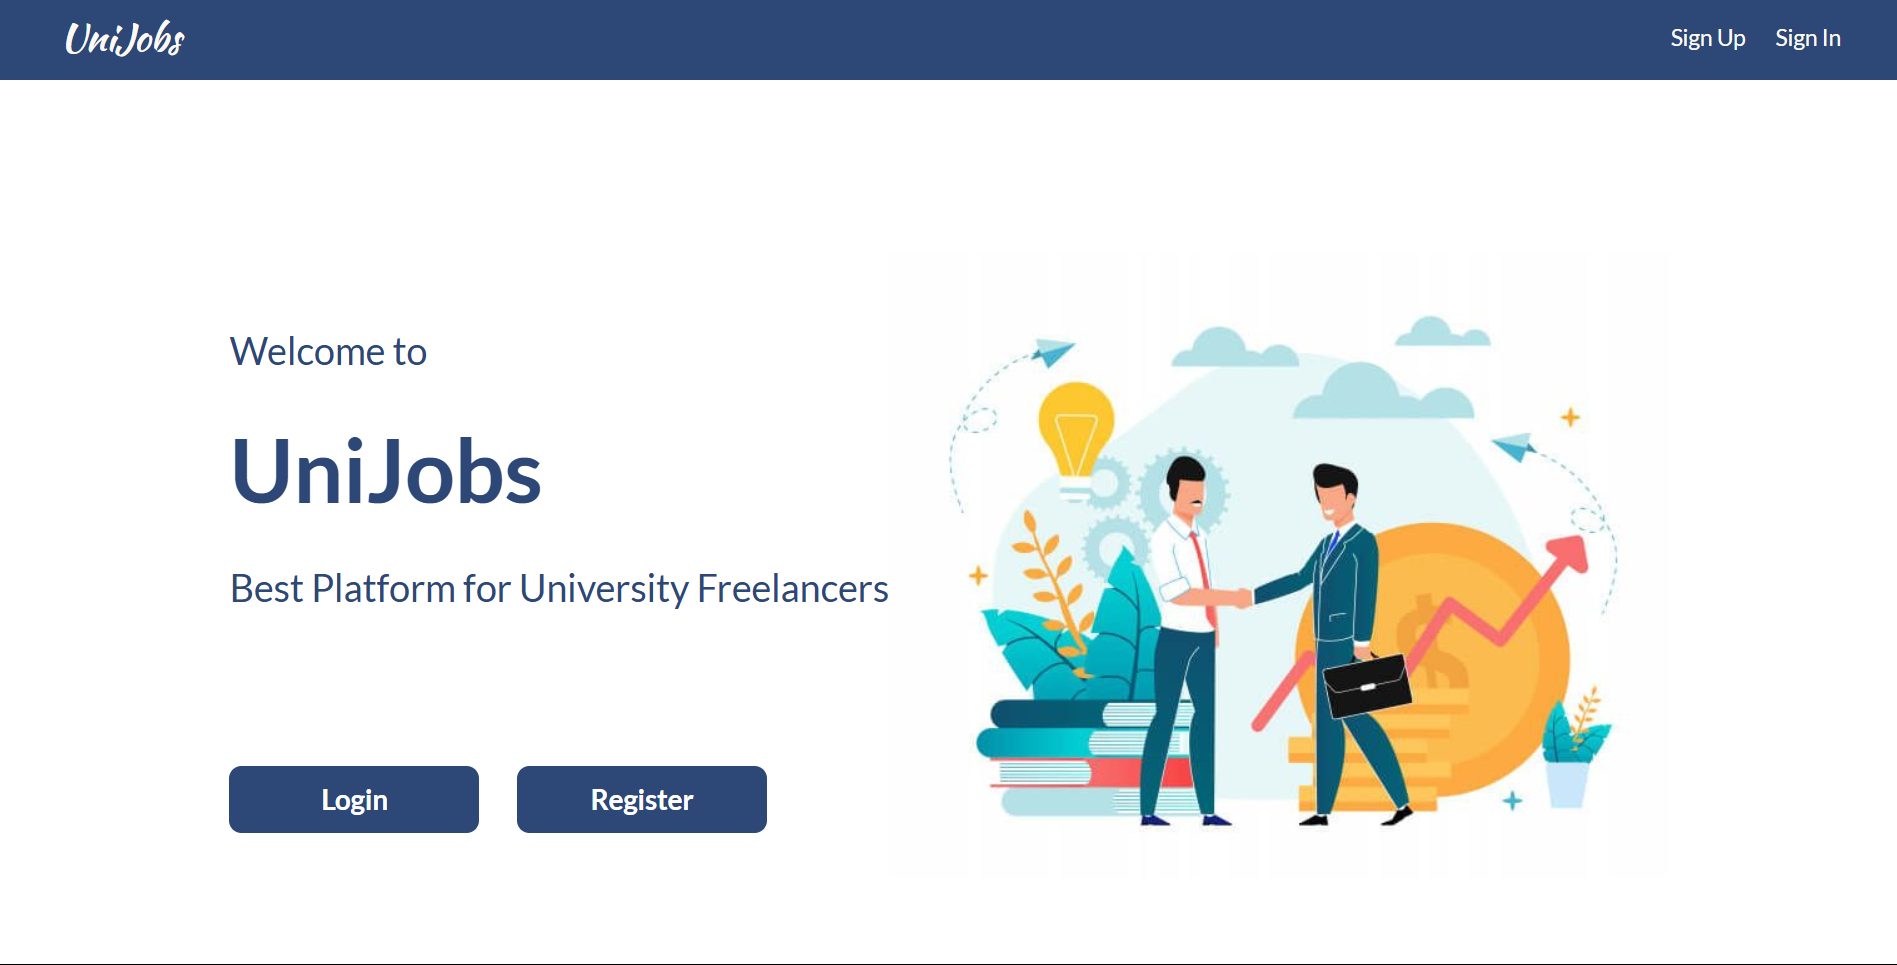 UniJobs
Sign Up Sign In
Welcome to
UniJobs
Best Platform for University Freelancers
$
Login Register